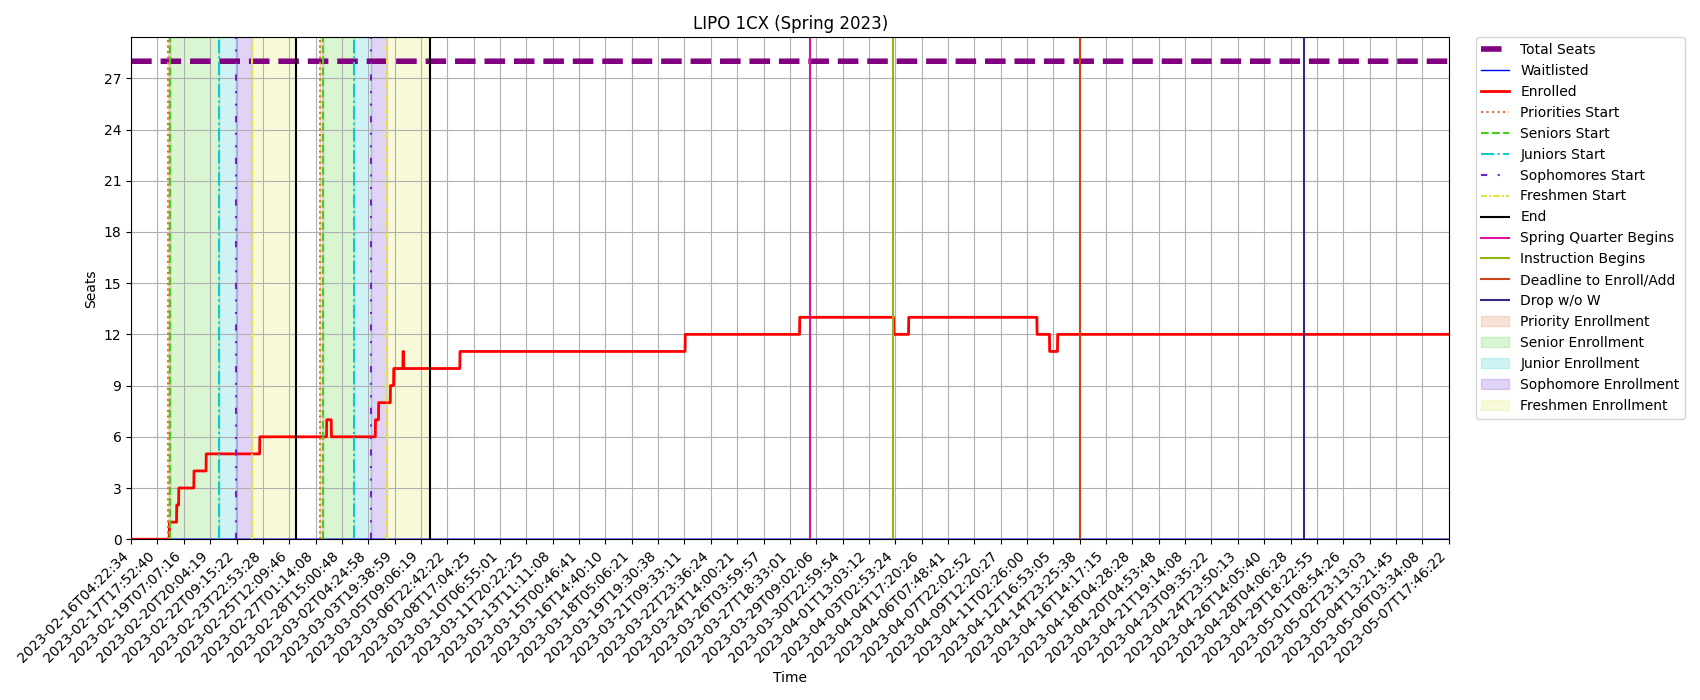 LIPO 1CX (Spring 2023)
Seats
27
24
21
18
15
12
9
6
3
0
2023-02-16T04:22:34
2023-02-17T17:52:40
2023-02-19T07:07:16
2023-02-20T20:04:19
2023-02-22T09:15:22
2023-02-23T22:53:28
2023-02-25T12:09:46
2023-02-27T01:14:08
2023-02-28T15:00:48
2023-03-02T04:24:58
2023-03-03T19:38:59
2023-03-05T09:06:19
2023-03-06T22:42:22
2023-03-08T17:04:25
2023-03-10T06:55:01
2023-03-11T20:22:25
2023-03-13T11:11:08
2023-03-15T00:46:41
2023-03-16T14:40:10
2023-03-18T05:06:21
2023-03-19T19:30:38
2023-03-21T09:33:11
2023-03-22T23:36:24
2023-03-24T14:00:21
2023-03-26T03:59:57
2023-03-27T18:33:01
2023-03-29T09:02:06
2023-03-30T22:59:54
2023-04-01T13:03:12
2023-04-03T02:53:24
2023-04-04T17:20:26
2023-04-06T07:48:41
2023-04-07T22:02:52
2023-04-09T12:20:27
2023-04-11T02:26:00
2023-04-12T16:53:05
2023-04-14T23:25:38
2023-04-16T14:17:15
2023-04-18T04:28:28
2023-04-20T04:53:48
2023-04-21T19:14:08
2023-04-23T09:35:22
2023-04-24T23:50:13
2023-04-26T14:05:40
2023-04-28T04:06:28
2023-04-29T18:22:55
2023-05-01T08:54:26
2023-05-02T23:13:03
2023-05-04T13:21:45
2023-05-06T03:34:08
2023-05-07T17:46:22
Time
Total Seats
Waitlisted
Enrolled
Priorities Start
Seniors Start
Juniors Start
Sophomores Start
Freshmen Start
End
Spring Quarter Begins
Instruction Begins
Deadline to Enroll/Add
Drop w/o W
Priority Enrollment
Senior Enrollment
Junior Enrollment
Sophomore Enrollment
Freshmen Enrollment